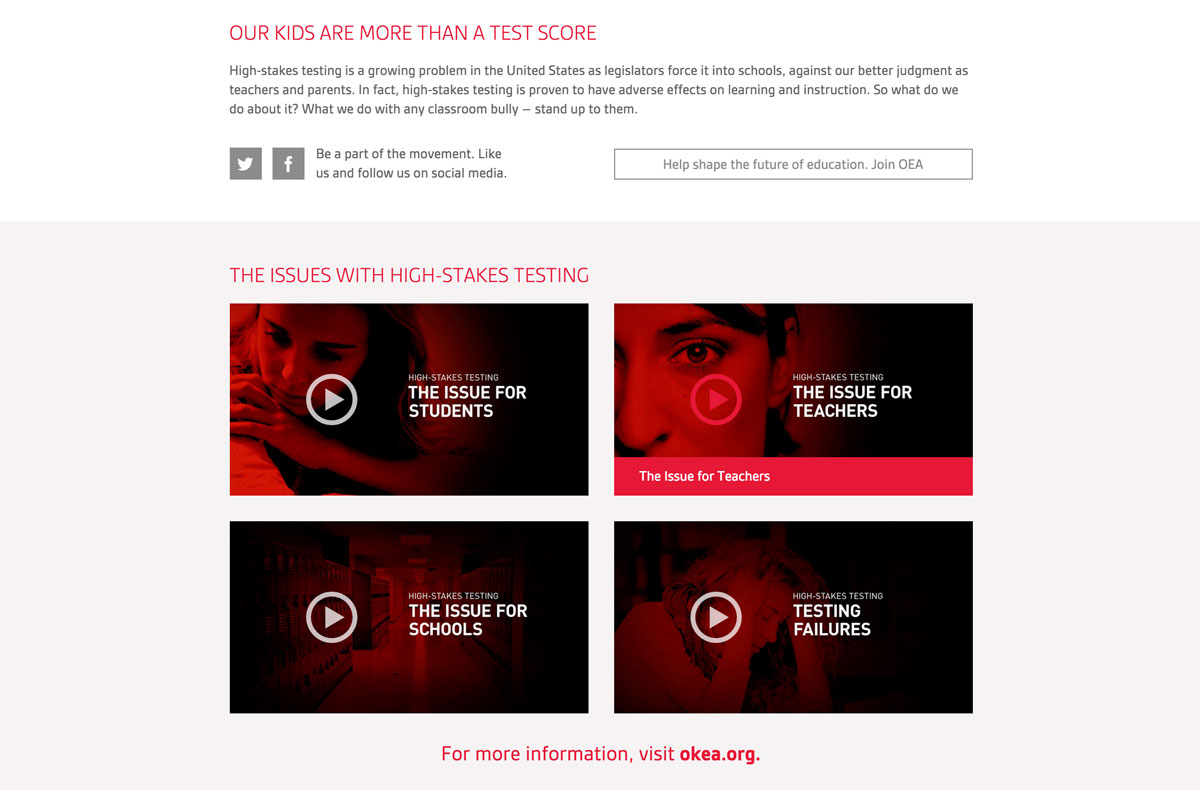 OUR KIDS ARE MORE THAN A TEST SCORE
High-stakes testing is a growing problem in the United States as legislators force it into schools, against our better judgment as
teachers and parents. In fact, high-stakes testing is proven to have adverse effects on learning and instruction. So what do we
do about it? What we do with any classroom bully – stand up to them.
Be a part of the movement. Like
us and follow us on social media.
Help shape the future of education. Join OEA
THE ISSUES WITH HIGH-STAKES TESTING
HIGH-STAKES TESTING
THE ISSUE FOR
STUDENTS
HIGH-STAKES TESTING
THE ISSUE FOR
TEACHERS
The Issue for Teachers
HIGH-STAKES TESTING
THE ISSUE FOR
SCHOOLS
HIGH-STAKES TESTING
TESTING
FAILURES
For more information, visit okea.org.